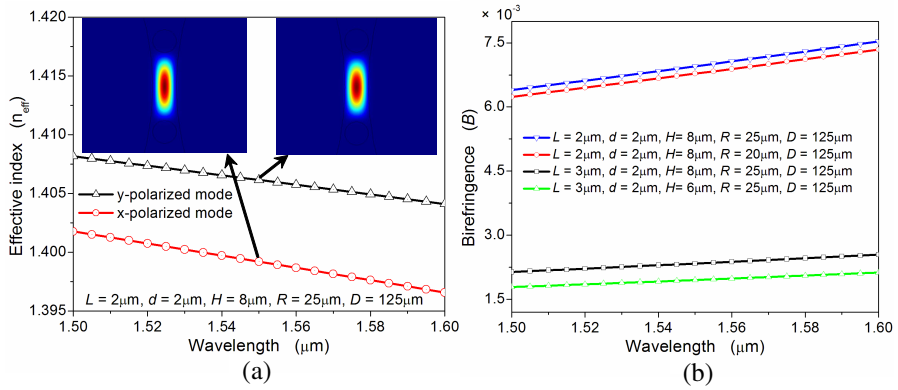 (a)
Effective index (n_eff)
1.420
1.415
1.410
1.405
1.400
1.395
y-polarized mode
x-polarized mode
L = 2μm, d = 2μm, H = 8μm, R = 25μm, D = 125μm
1.50 1.52 1.54 1.56 1.58 1.60
Wavelength (μm)
(a)
(b)
× 10⁻³
Birefringence (B)
7.5
6.0
4.5
3.0
1.5
L = 2μm, d = 2μm, H= 8μm, R = 25μm, D = 125μm
L = 2μm, d = 2μm, H= 8μm, R = 20μm, D = 125μm
L = 3μm, d = 2μm, H= 8μm, R = 25μm, D = 125μm
L = 3μm, d = 2μm, H= 6μm, R = 25μm, D = 125μm
1.50 1.52 1.54 1.56 1.58 1.60
Wavelength (μm)
(b)